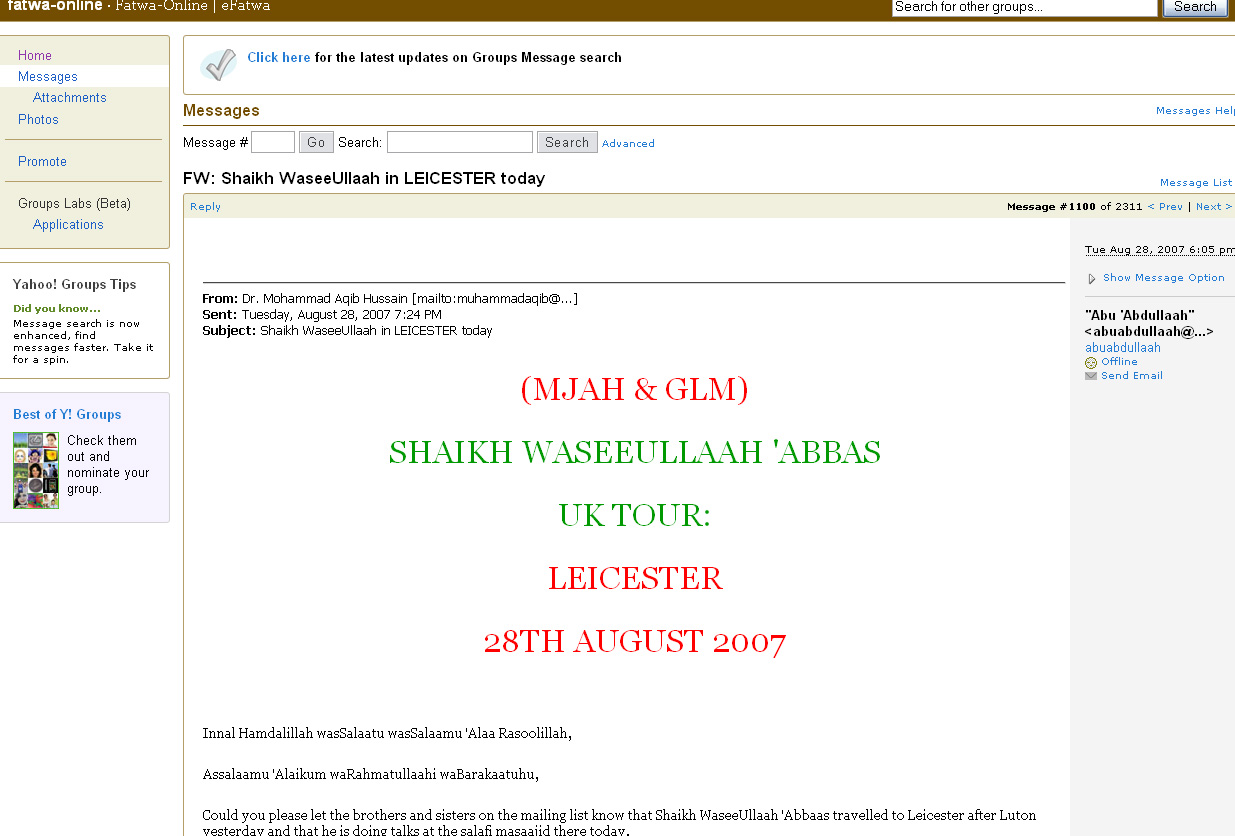 fatwa-online · Fatwa-Online | eFatwa
Search for other groups...
Search
Home
Messages
Attachments
Photos
Promote
Groups Labs (Beta)
Applications
Yahoo! Groups Tips
Did you know...
Message search is now
enhanced, find
messages faster. Take it
for a spin.
Best of Y! Groups
Check them
out and
nominate your
group.
Click here for the latest updates on Groups Message search
Messages
Messages Help
Message # Go Search: Search Advanced
FW: Shaikh WaseeUllaah in LEICESTER today
Message List
Reply
Message #1100 of 2311 < Prev | Next >
From: Dr. Mohammad Aqib Hussain [mailto:muhammadaqib@...]
Sent: Tuesday, August 28, 2007 7:24 PM
Subject: Shaikh WaseeUllaah in LEICESTER today
(MJAH & GLM)
SHAIKH WASEEULLAAH 'ABBAS
UK TOUR:
LEICESTER
28TH AUGUST 2007
Innal Hamdalillah wasSalaatu wasSalaamu 'Alaa Rasoolillah,
Assalaamu 'Alaikum waRahmatullaahi waBarakaatuhu,
Could you please let the brothers and sisters on the mailing list know that Shaikh WaseeUllaah 'Abbaas travelled to Leicester after Luton
yesterday and that he is doing talks at the salafi masaajid there today.
Tue Aug 28, 2007 6:05 pm
Show Message Option
"Abu 'Abdullaah"
<abuabdullaah@...>
abuabdullaah
Offline
Send Email